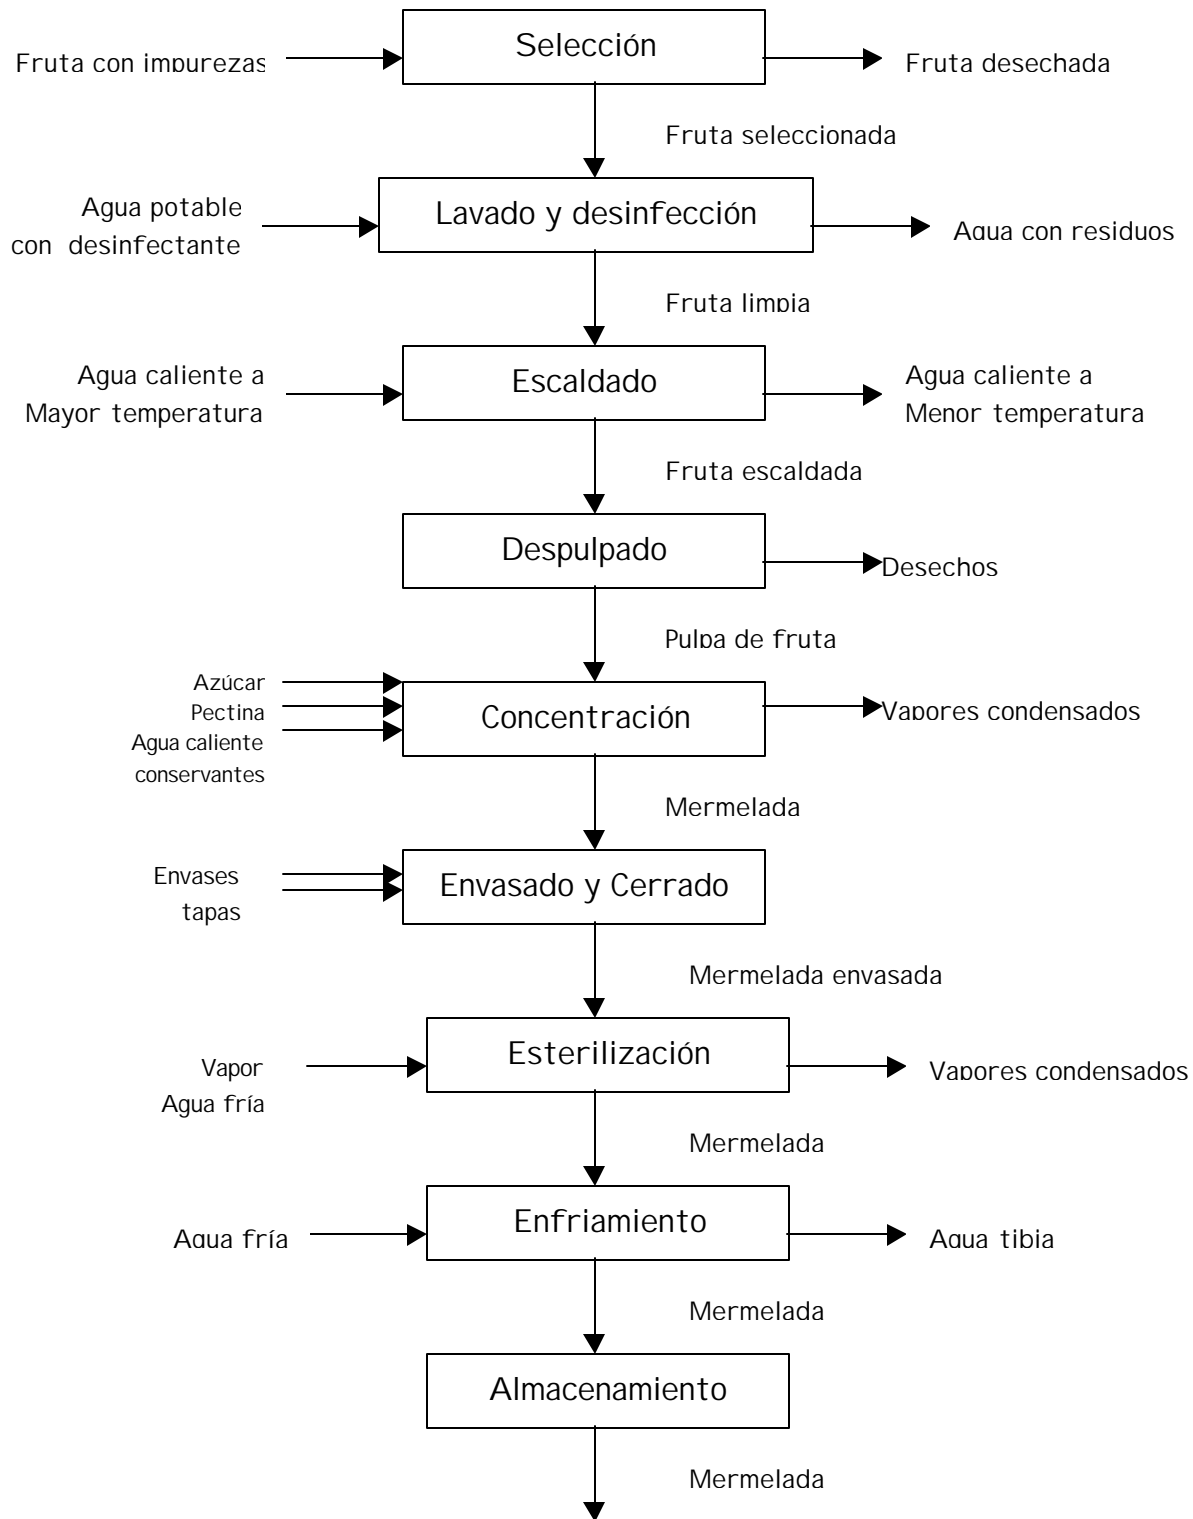 Selección
Fruta con impurezas
Fruta desechada
Fruta seleccionada
Agua potable
con desinfectante
Lavado y desinfección
Agua con residuos
Fruta limpia
Agua caliente a
Mayor temperatura
Escaldado
Agua caliente a
Menor temperatura
Fruta escaldada
Despulpado
Desechos
Pulpa de fruta
Azúcar
Pectina
Agua caliente
conservantes
Concentración
Vapores condensados
Mermelada
Envases
tapas
Envasado y Cerrado
Mermelada envasada
Vapor
Agua fría
Esterilización
Vapores condensados
Mermelada
Agua fría
Enfriamiento
Agua tibia
Mermelada
Almacenamiento
Mermelada